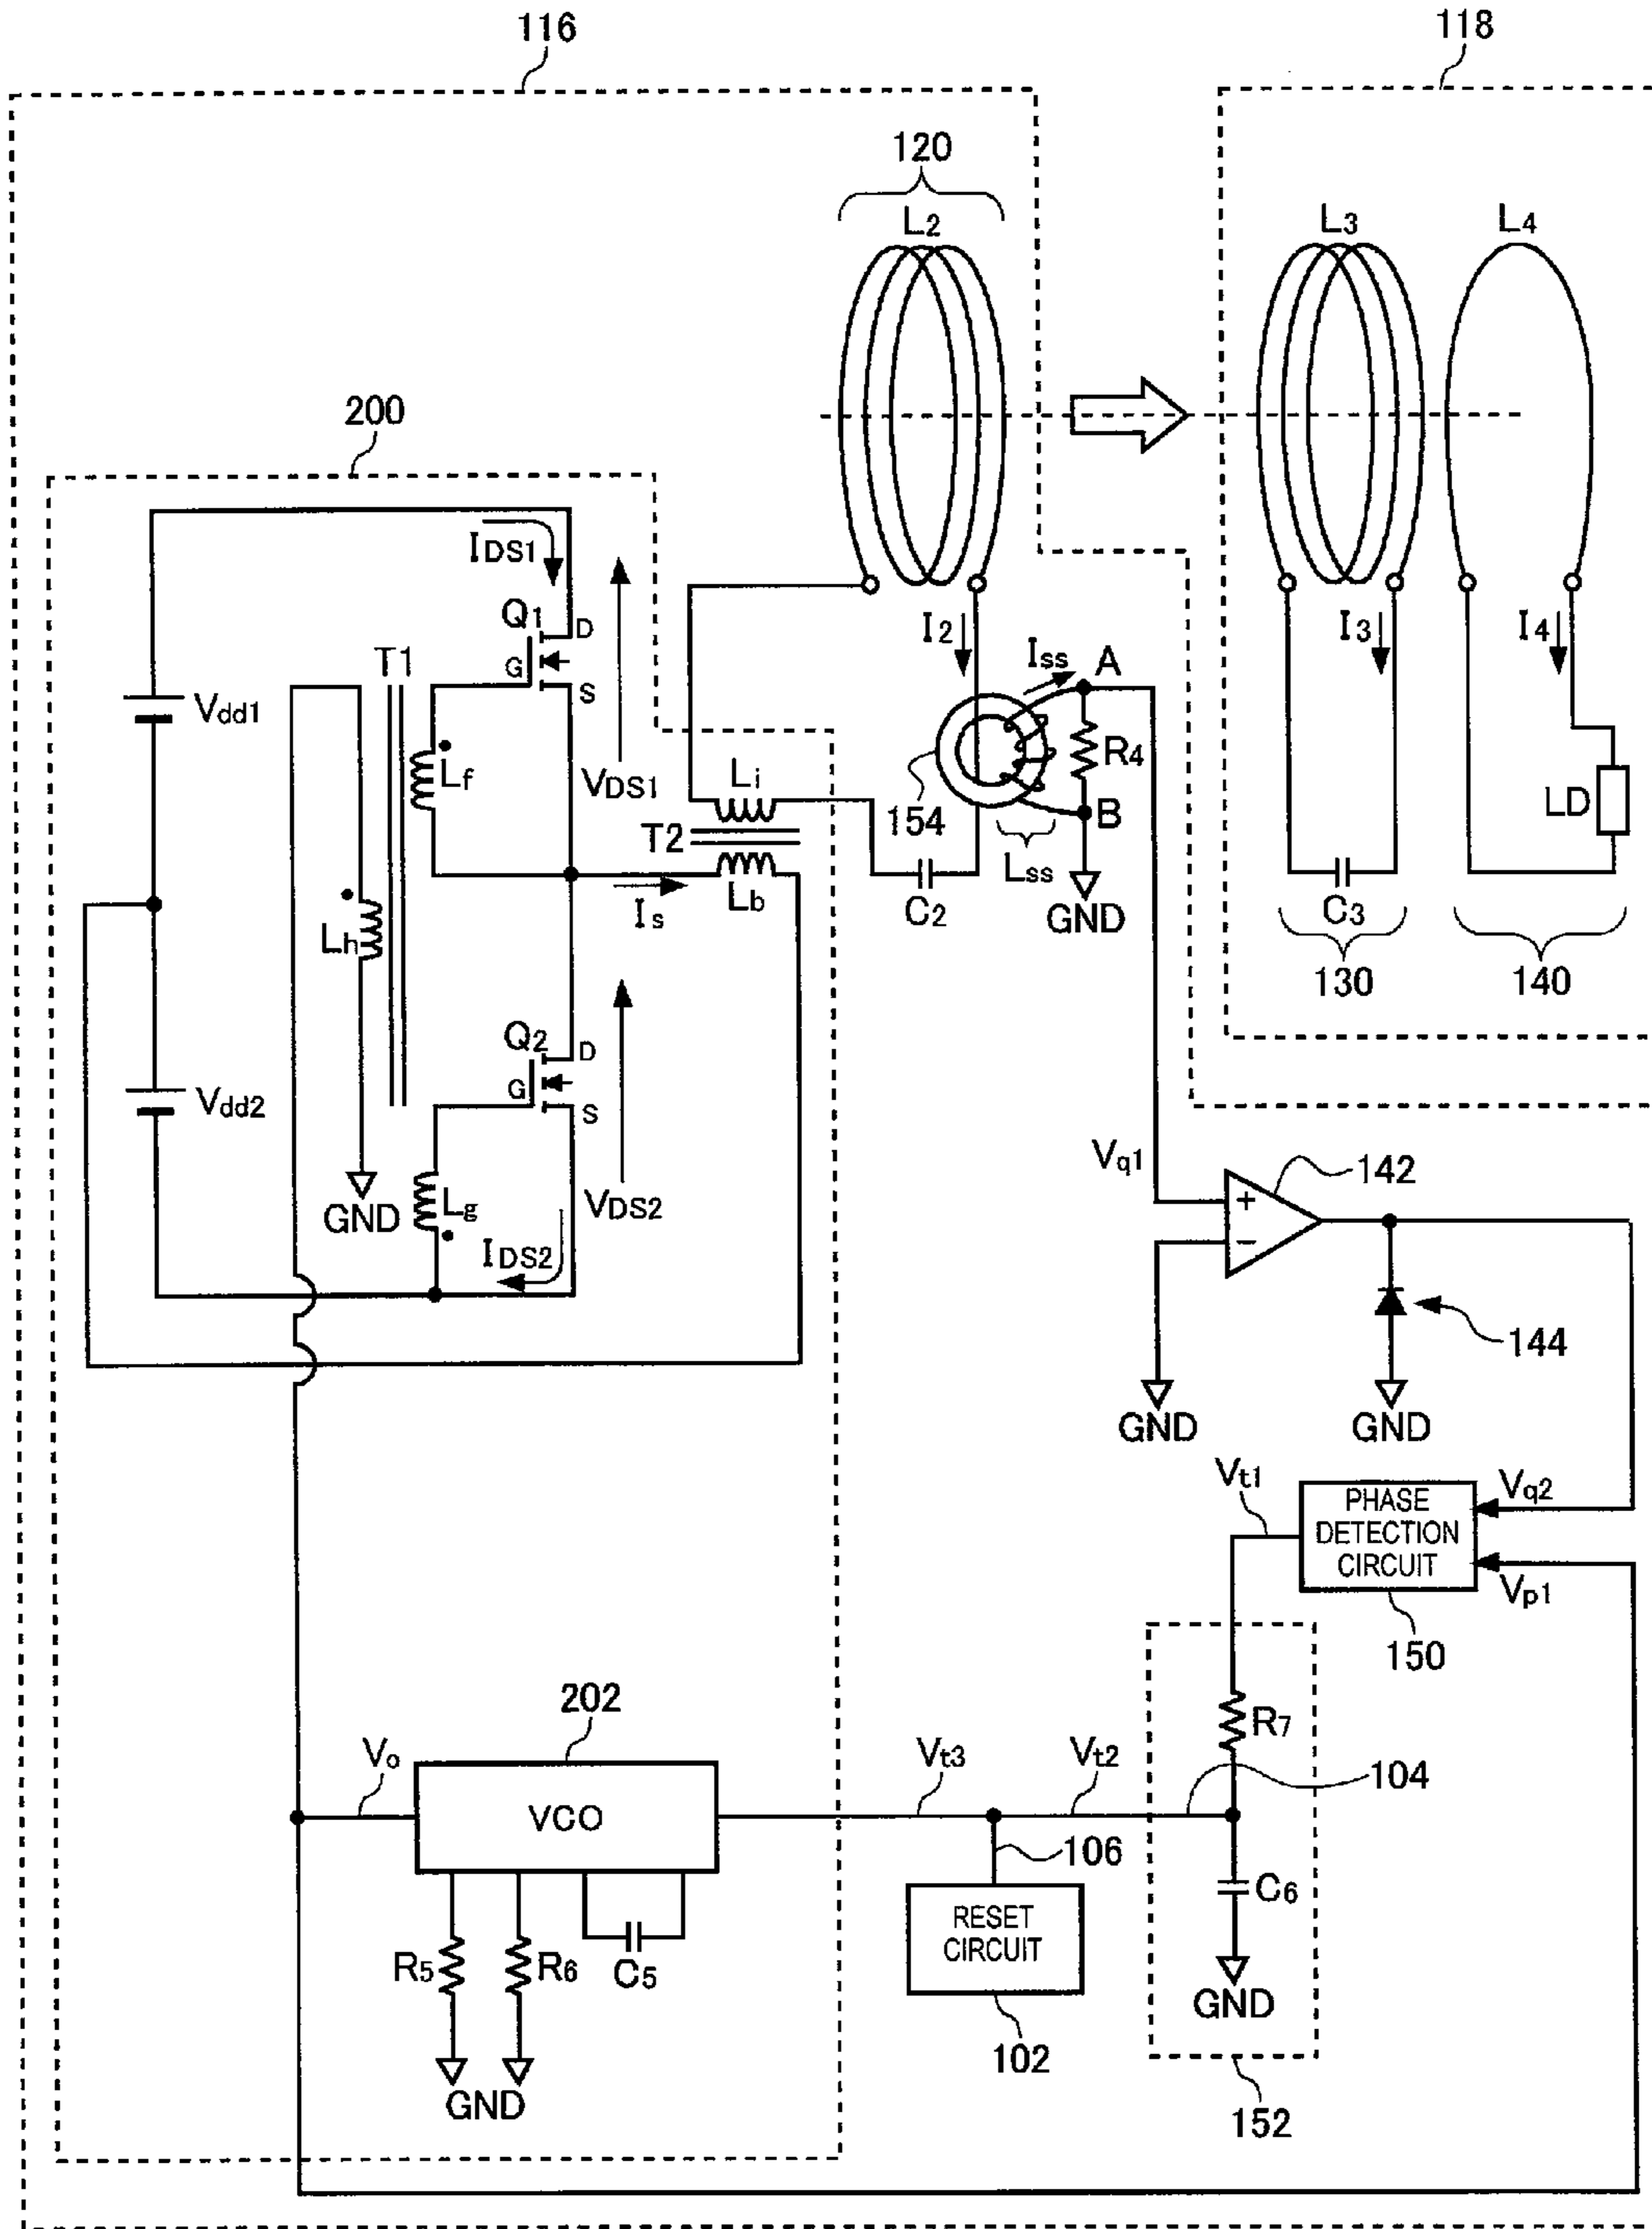 116
118
120
L2
L3
L4
200
IDS1
Q1
D
G
S
T1
Vdd1
Lf
VDS1
I2
Iss
A
I3
I4
R4
154
B
LD
Li
T2
Lss
Lb
Is
C2
GND
C3
Lh
130
140
Q2
D
G
S
Vdd2
Vq1
142
GND
Lg
VDS2
IDS2
144
GND
GND
Vt1
PHASE
DETECTION
CIRCUIT
Vq2
Vp1
150
202
R7
Vo
Vt3
Vt2
104
VCO
106
C6
RESET
CIRCUIT
R5
R6
C5
GND
102
GND
152